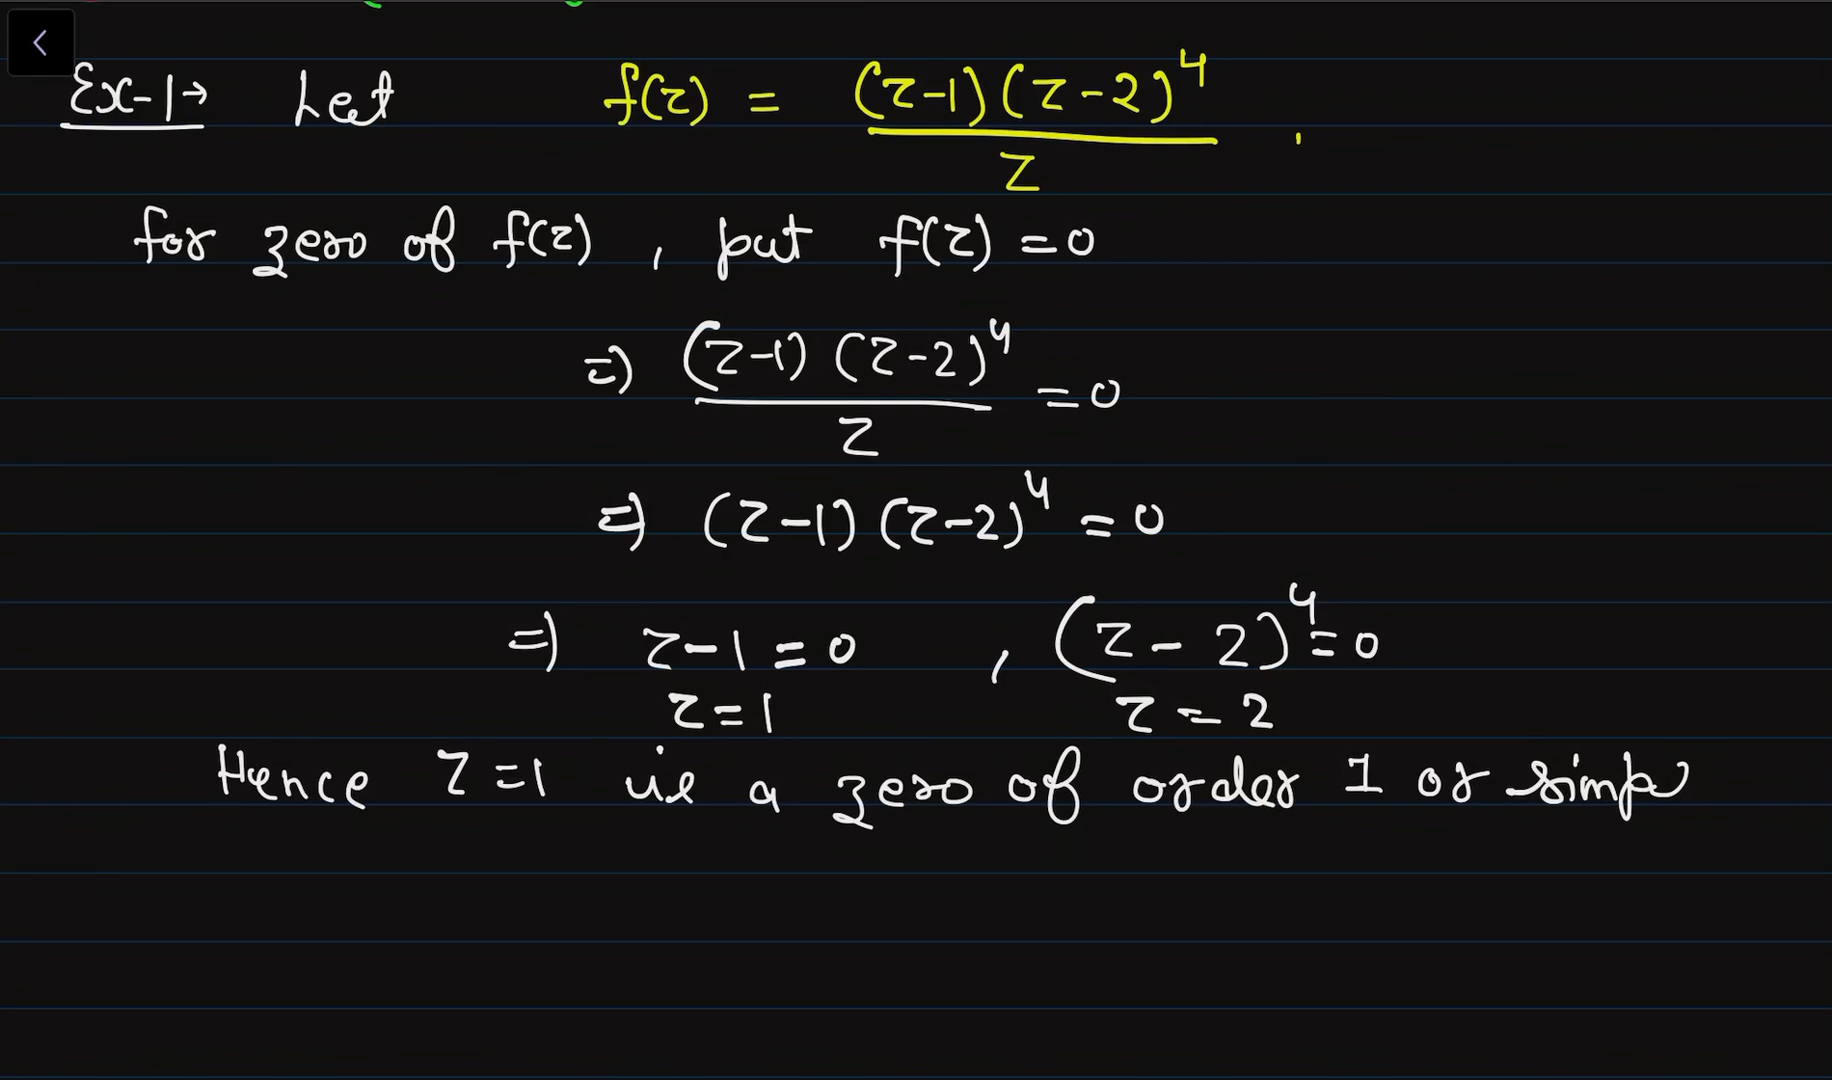 Ex-1→ Let f(z) = (z-1)(z-2)^4 / z .
for zero of f(z) , put f(z) = 0
=) (z-1) (z-2)^4 / z = 0
=) (z-1) (z-2)^4 = 0
=) z-1 = 0 , (z-2)^4 = 0
z = 1 z = 2
Hence z = 1 is a zero of order 1 or simp